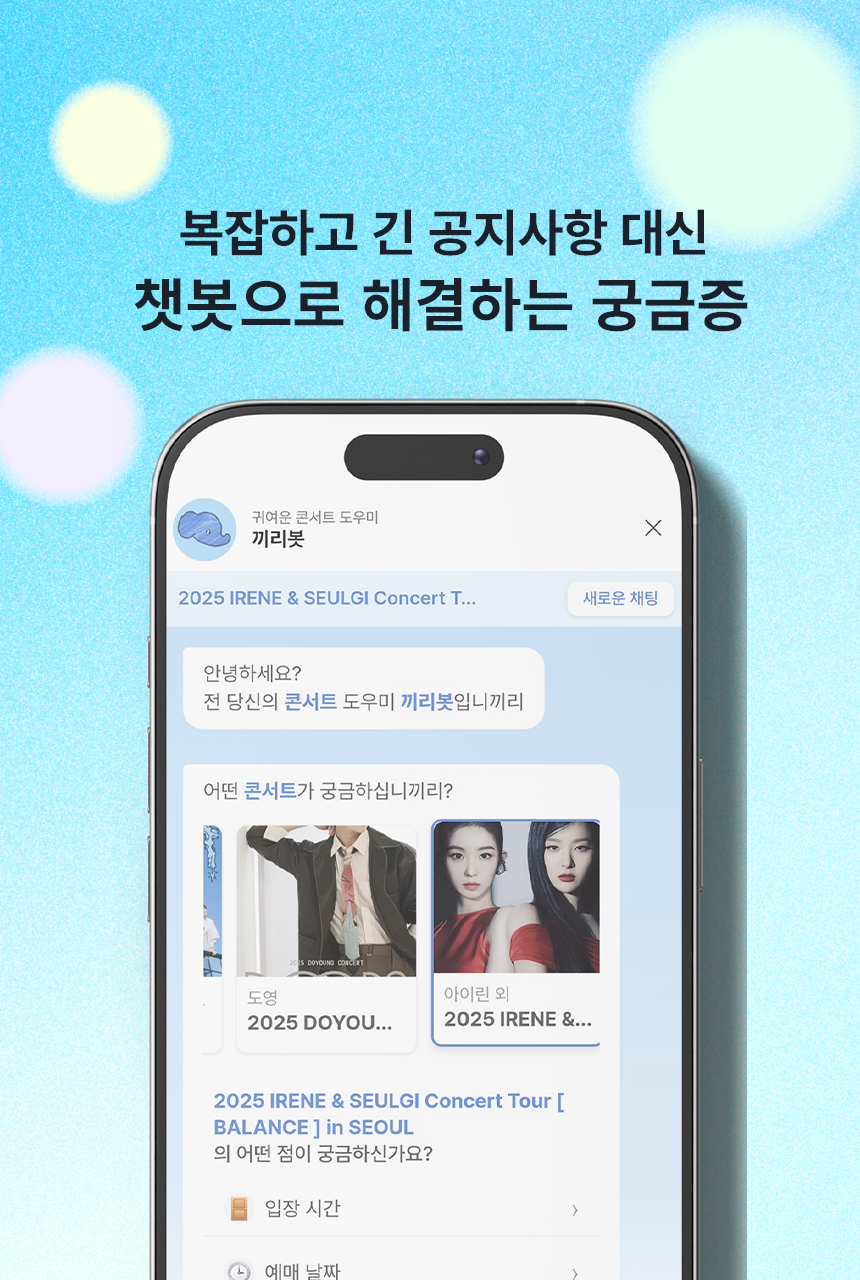 복잡하고 긴 공지사항 대신
챗봇으로 해결하는 궁금증
귀여운 콘서트 도우미
끼리봇
2025 IRENE & SEULGI Concert T...
새로운 채팅
안녕하세요?
전 당신의 콘서트 도우미 끼리봇입니끼리
어떤 콘서트가 궁금하십니끼리?
2025 DOYOUNG CONCERT
도영
2025 DOYOU...
아이린 외
2025 IRENE &...
2025 IRENE & SEULGI Concert Tour [
BALANCE ] in SEOUL
의 어떤 점이 궁금하신가요?
입장 시간
예매 날짜